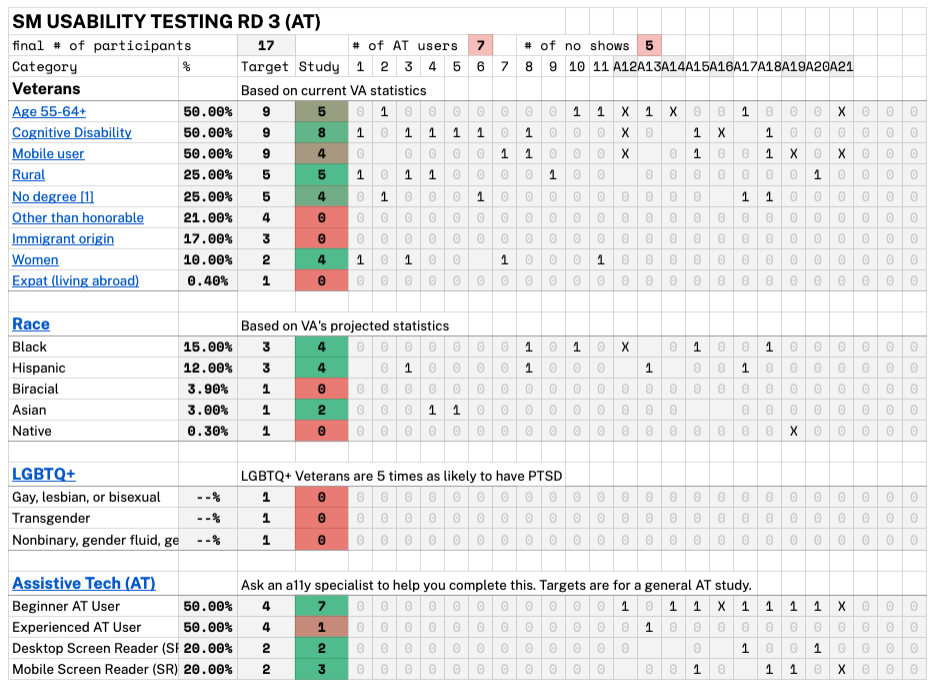 SM USABILITY TESTING RD 3 (AT)
final # of participants 17 # of AT users 7 # of no shows 5
Category % Target Study 1 2 3 4 5 6 7 8 9 10 11 A12 A13 A14 A15 A16 A17 A18 A19 A20 A21
Veterans Based on current VA statistics
Age 55-64+ 50.00% 9 5 0 1 0 0 0 0 0 0 0 1 1 X 1 X 0 0 1 0 0 0 X 0 0 0
Cognitive Disability 50.00% 9 8 1 0 1 1 1 1 0 1 0 0 0 X 0 1 X 0 1 0 0 0 0 0 0
Mobile user 50.00% 9 4 0 0 0 0 0 1 1 0 0 0 X 0 1 0 0 1 X 0 X 0 0 0
Rural 25.00% 5 5 1 0 1 1 0 0 0 0 1 0 0 0 0 0 0 0 0 0 0 1 0 0 0 0
No degree [1] 25.00% 5 4 0 1 0 0 0 1 0 0 0 0 0 0 0 0 0 0 1 1 0 0 0 0 0 0
Other than honorable 21.00% 4 0 0 0 0 0 0 0 0 0 0 0 0 0 0 0 0 0 0 0 0 0 0 0 0 0
Immigrant origin 17.00% 3 0 0 0 0 0 0 0 0 0 0 0 0 0 0 0 0 0 0 0 0 0 0 0 0 0
Women 10.00% 2 4 1 0 1 0 0 0 1 0 0 0 1 0 0 0 0 0 0 0 0 0 0 0 0 0
Expat (living abroad) 0.40% 1 0 0 0 0 0 0 0 0 0 0 0 0 0 0 0 0 0 0 0 0 0 0 0 0 0
Race Based on VA's projected statistics
Black 15.00% 3 4 0 0 0 0 0 0 0 1 0 1 0 X 0 1 0 0 1 0 0 0 0 0 0
Hispanic 12.00% 3 4 0 0 1 0 0 0 0 1 0 0 0 0 1 0 0 0 1 0 0 0 0 0 0 0
Biracial 3.90% 1 0 0 0 0 0 0 0 0 0 0 0 0 0 0 0 0 0 0 0 0 0 0 0 0 0
Asian 3.00% 1 2 0 0 0 1 1 0 0 0 0 0 0 0 0 0 0 0 0 0 0 0 0 0 0
Native 0.30% 1 0 0 0 0 0 0 0 0 0 0 0 0 0 0 0 0 0 0 0 X 0 0 0 0 0
LGBTQ+ LGBTQ+ Veterans are 5 times as likely to have PTSD
Gay, lesbian, or bisexual --% 1 0 0 0 0 0 0 0 0 0 0 0 0 0 0 0 0 0 0 0 0 0 0 0 0 0
Transgender --% 1 0 0 0 0 0 0 0 0 0 0 0 0 0 0 0 0 0 0 0 0 0 0 0 0 0
Nonbinary, gender fluid, ge --% 1 0 0 0 0 0 0 0 0 0 0 0 0 0 0 0 0 0 0 0 0 0 0 0 0 0
Assistive Tech (AT) Ask an a11y specialist to help you complete this. Targets are for a general AT study.
Beginner AT User 50.00% 4 7 0 0 0 0 0 0 0 0 0 0 0 1 0 1 1 X 1 1 1 1 X 0 0 0
Experienced AT User 50.00% 4 1 0 0 0 0 0 0 0 0 0 0 0 0 1 0 0 0 0 0 0 0 0 0 0 0
Desktop Screen Reader (SR 20.00% 2 2 0 0 0 0 0 0 0 0 0 0 0 0 0 1 0 0 1 0 0 0 0
Mobile Screen Reader (SR) 20.00% 2 3 0 0 0 0 0 0 0 0 0 0 0 0 0 1 0 0 1 1 0 X 0 0 0